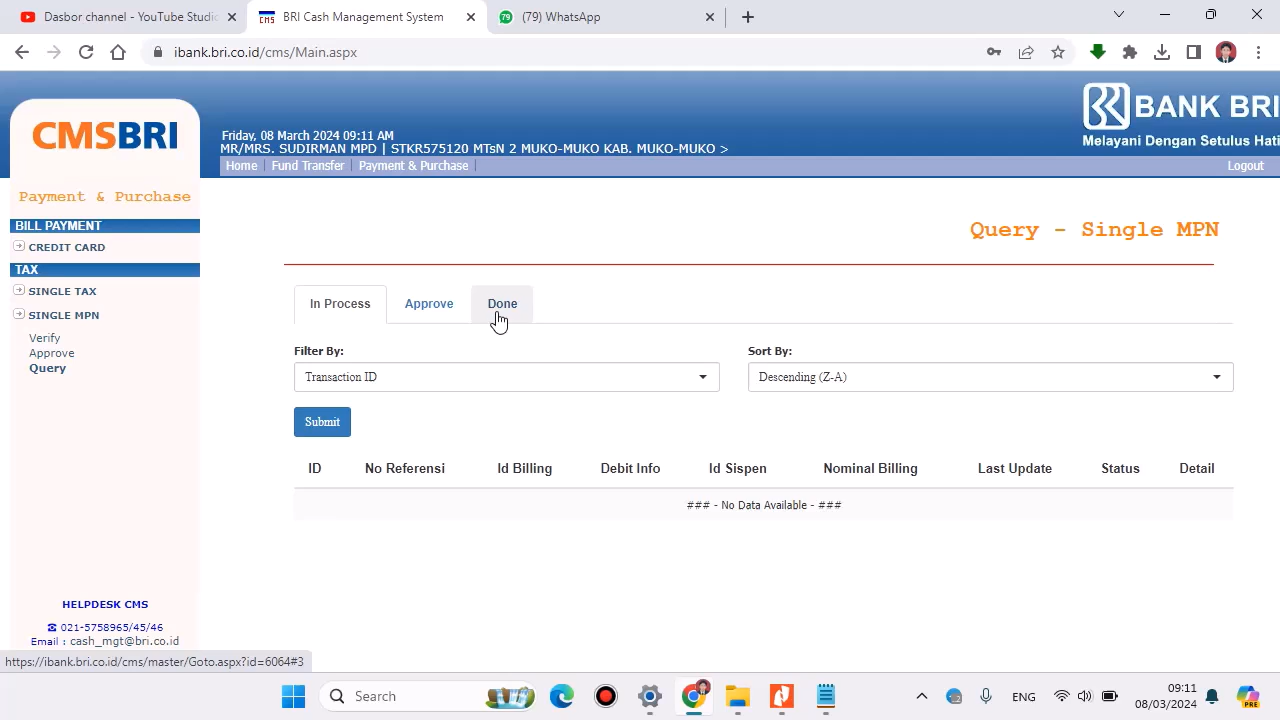 Dasbor channel - YouTube Studio
BRI Cash Management System
(79) WhatsApp
ibank.bri.co.id/cms/Main.aspx
CMSBRI
Friday, 08 March 2024 09:11 AM
MR/MRS. SUDIRMAN MPD | STKR575120 MTsN 2 MUKO-MUKO KAB. MUKO-MUKO >
BANK BRI
Melayani Dengan Setulus Hati
Home
Fund Transfer
Payment & Purchase
Logout
Payment & Purchase
BILL PAYMENT
CREDIT CARD
TAX
SINGLE TAX
SINGLE MPN
Verify
Approve
Query
Query - Single MPN
In Process
Approve
Done
Filter By:
Sort By:
Transaction ID
Descending (Z-A)
Submit
ID No Referensi Id Billing Debit Info Id Sispen Nominal Billing Last Update Status Detail
### - No Data Available - ###
HELPDESK CMS
☎ 021-5758965/45/46
Email : cash_mgt@bri.co.id
https://ibank.bri.co.id/cms/master/Goto.aspx?id=6064#3
Search
ENG
09:11
08/03/2024
PRE